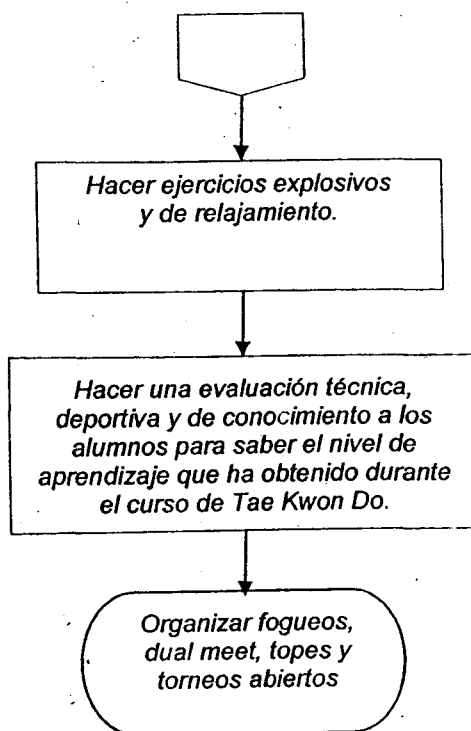 Hacer ejercicios explosivos
y de relajamiento.
Hacer una evaluación técnica,
deportiva y de conocimiento a los
alumnos para saber el nivel de
aprendizaje que ha obtenido durante
el curso de Tae Kwon Do.
Organizar fogueos,
dual meet, topes y
torneos abiertos